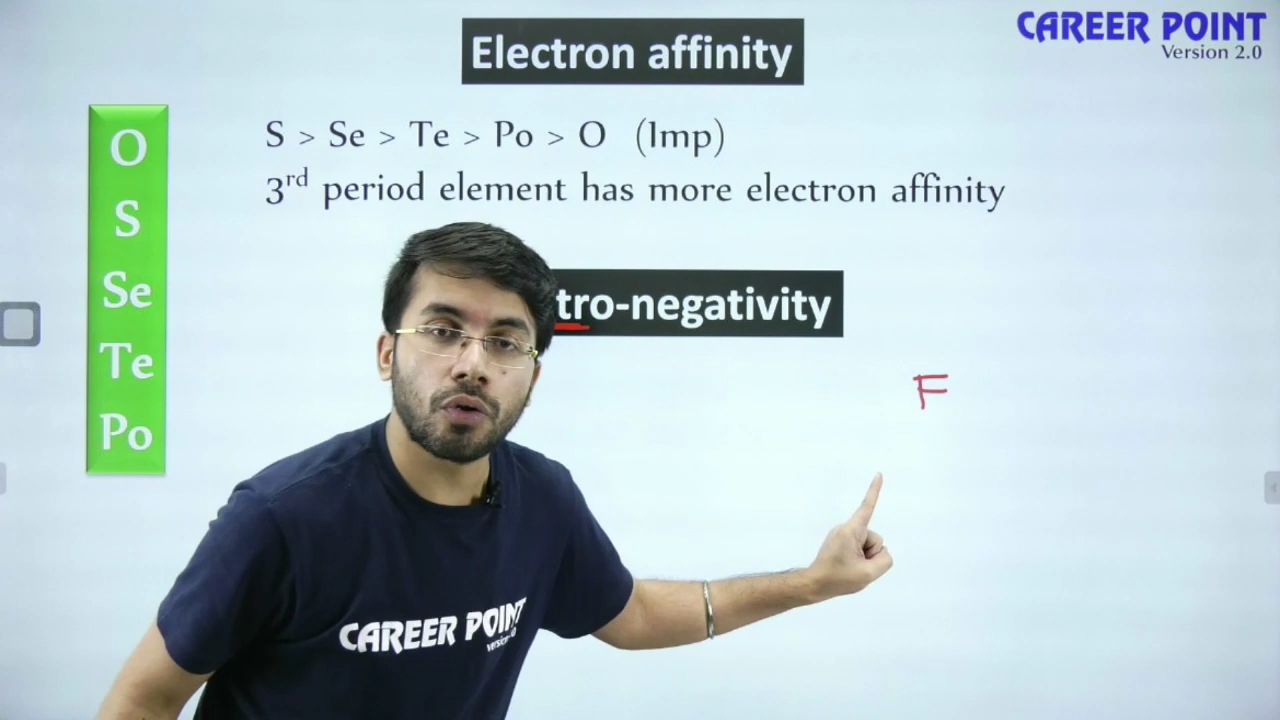 Electron affinity
CAREER POINT
Version 2.0
O
S
Se
Te
Po
S > Se > Te > Po > O (Imp)
3rd period element has more electron affinity
tro-negativity
F
CAREER POINT